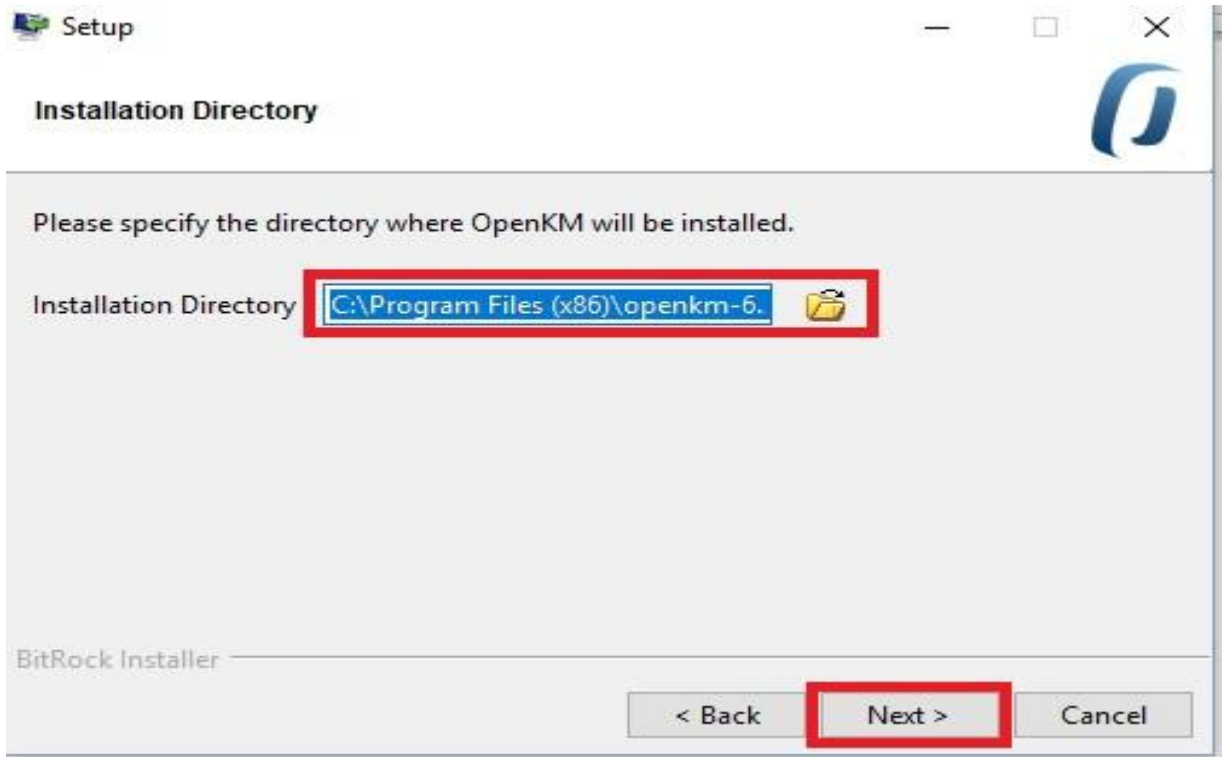 Setup
Installation Directory
Please specify the directory where OpenKM will be installed.
Installation Directory C:\Program Files (x86)\openkm-6.
BitRock Installer
< Back Next > Cancel